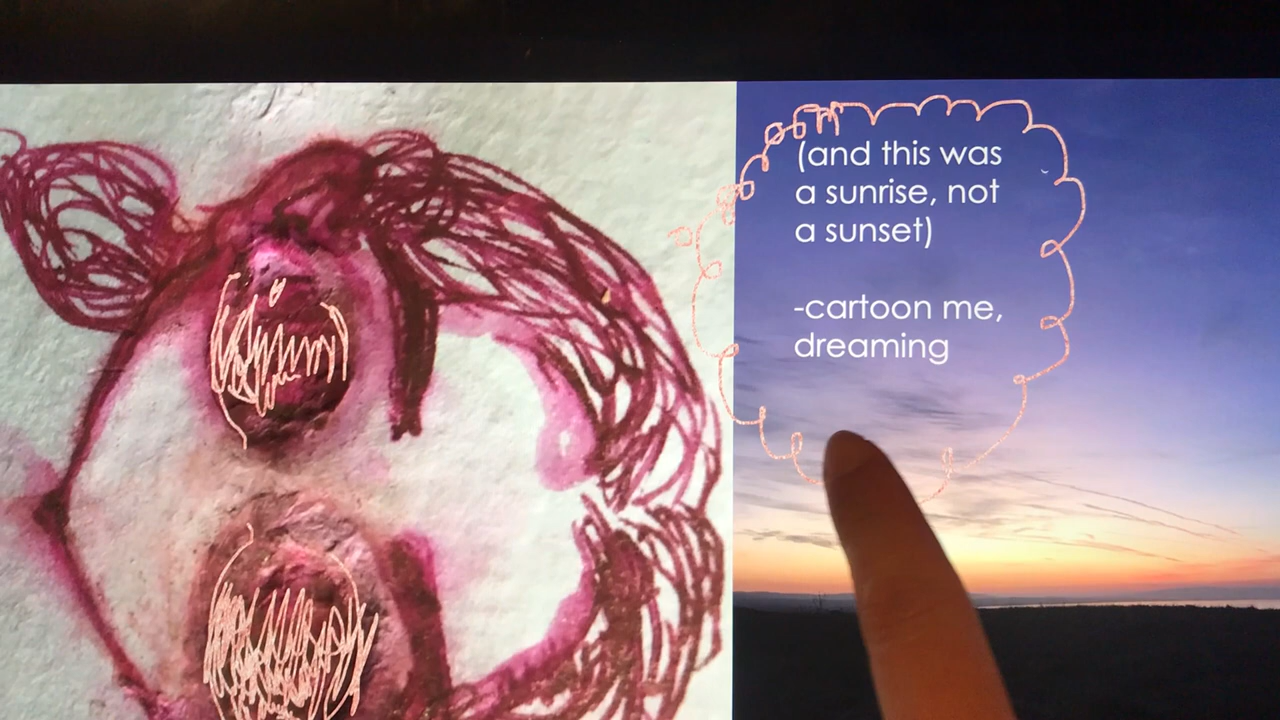 (and this was
a sunrise, not
a sunset)
-cartoon me,
dreaming